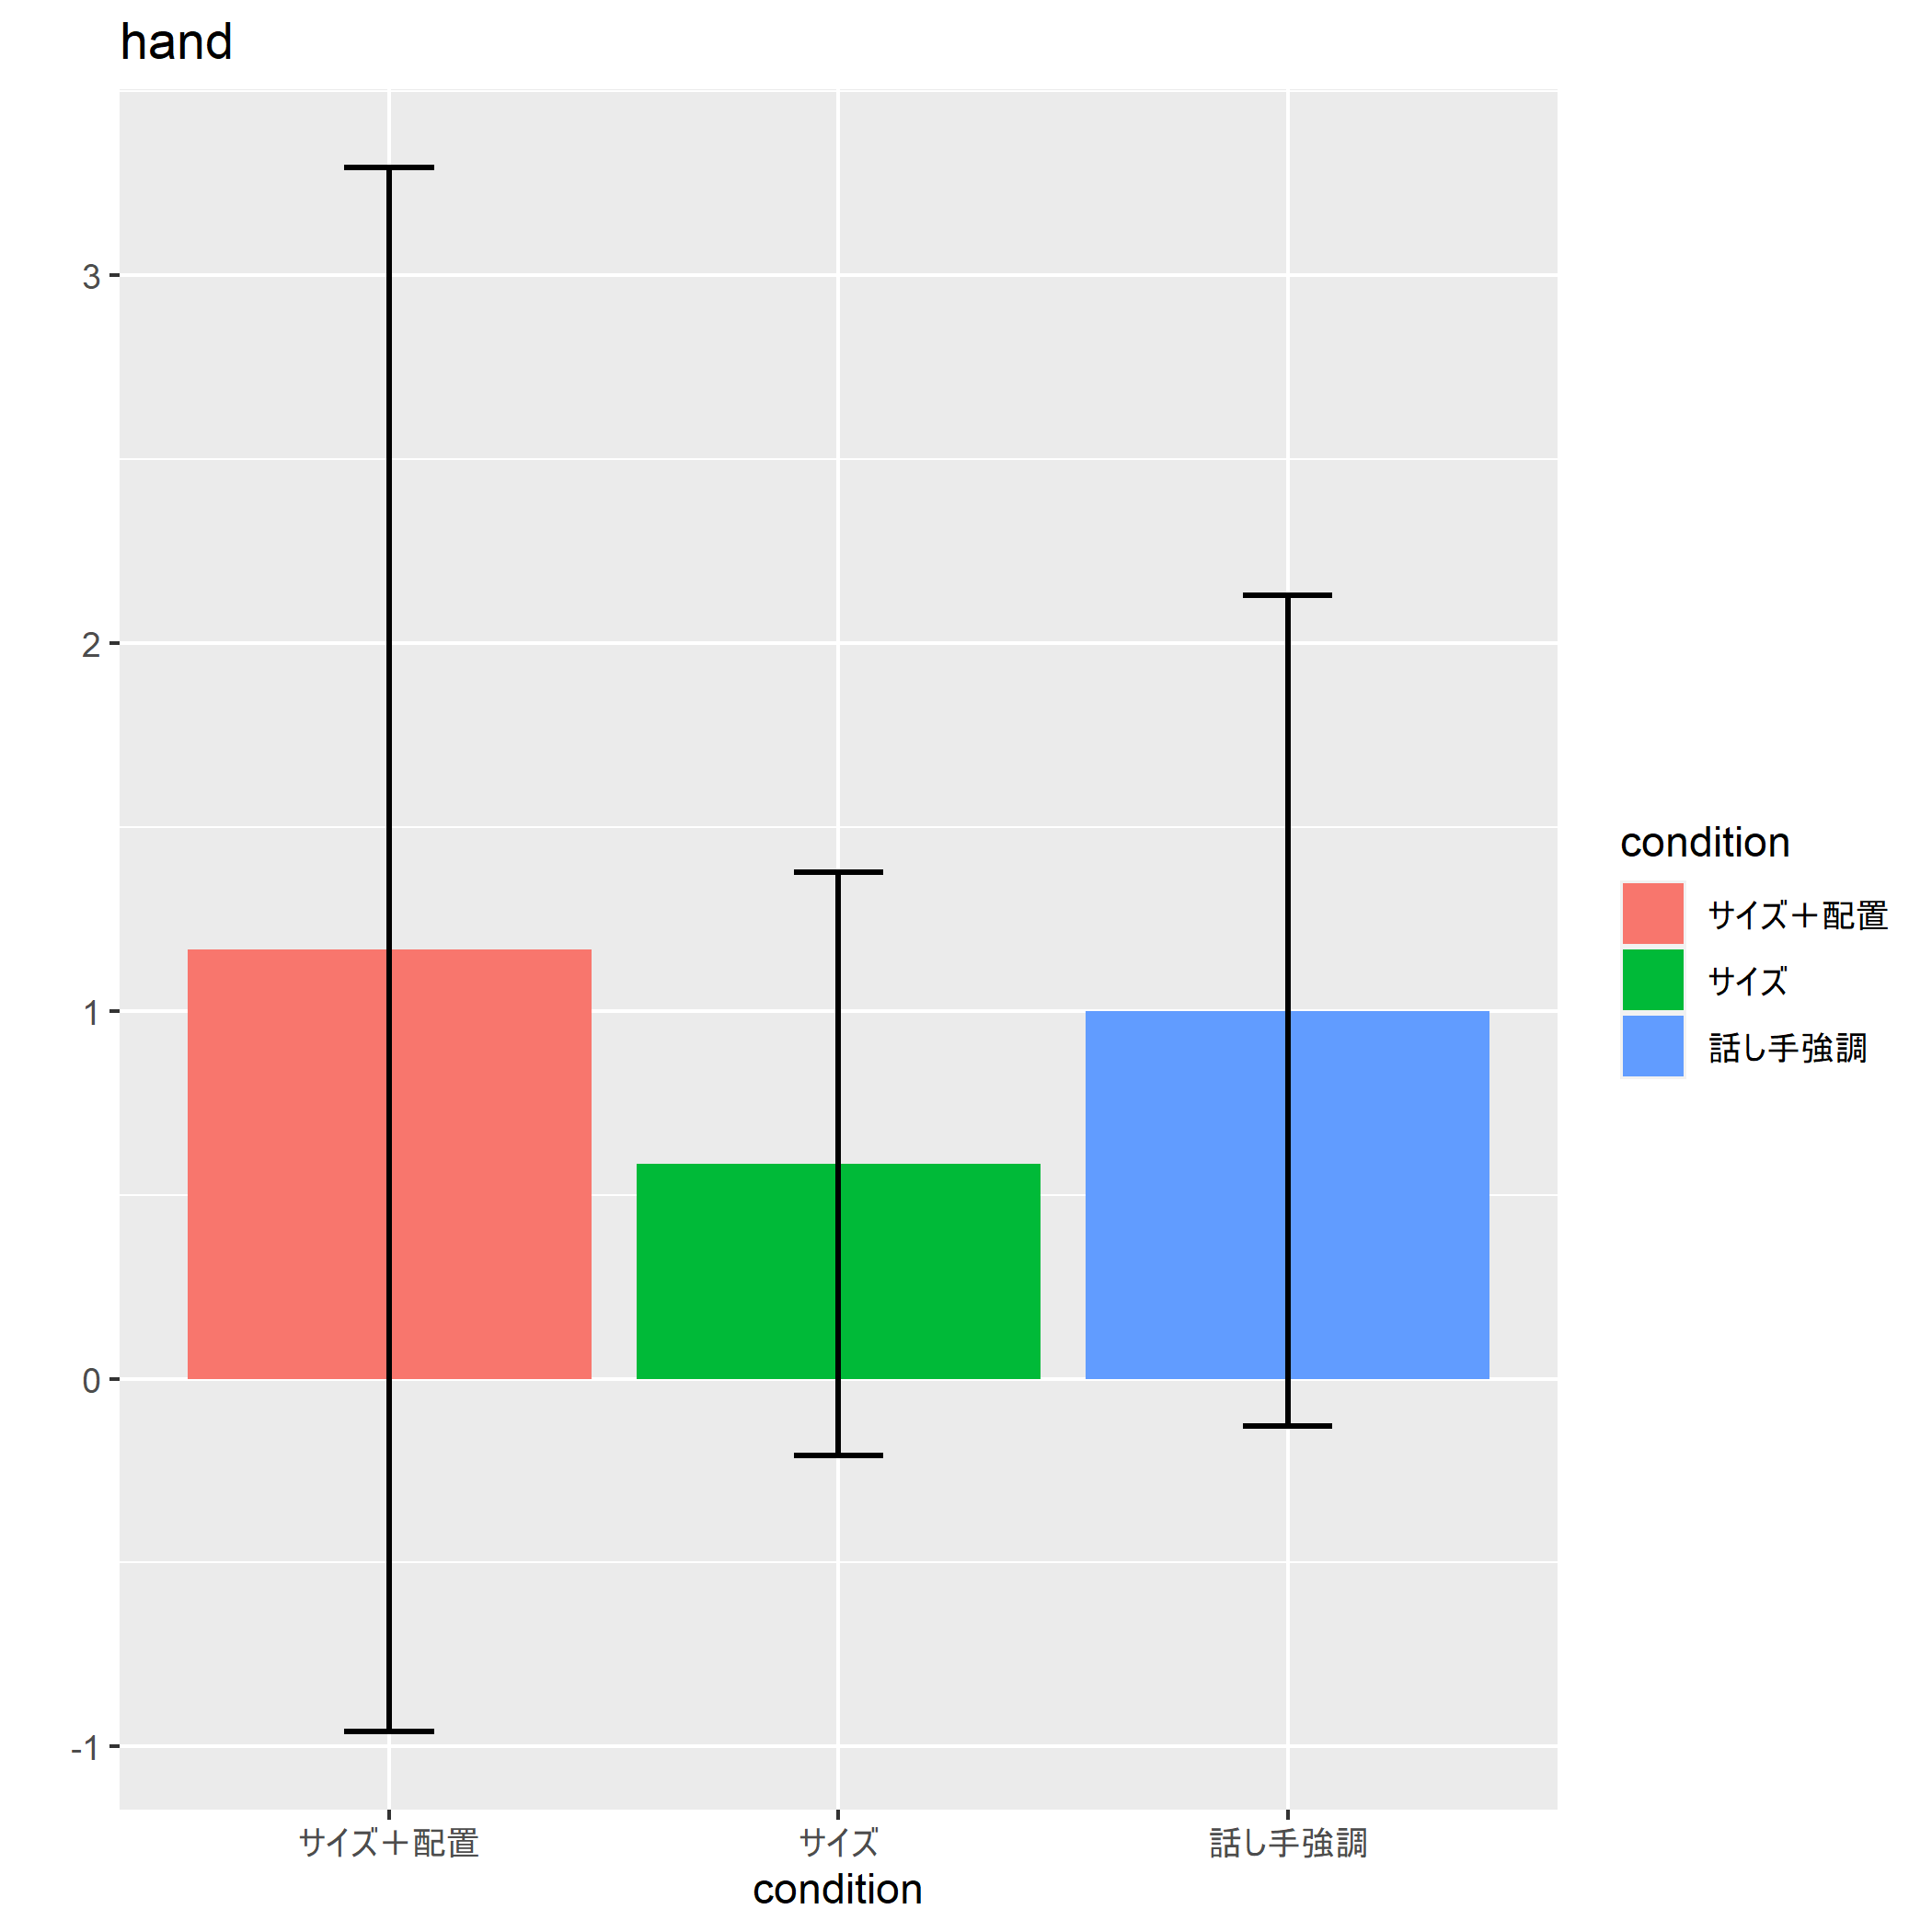 hand
3
2
1
0
-1
サイズ＋配置
サイズ
話し手強調
condition
condition
サイズ＋配置
サイズ
話し手強調